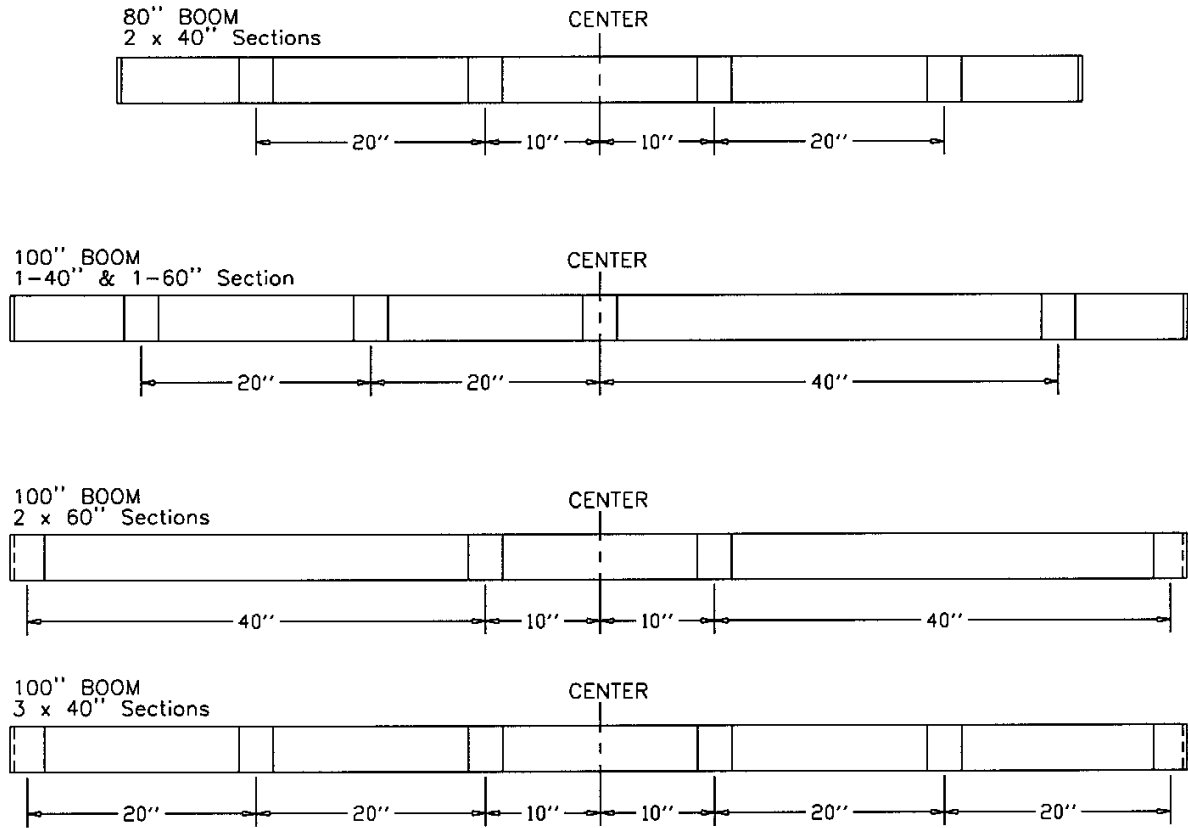 80" BOOM
2 x 40" Sections
CENTER
20" 10" 10" 20"
100" BOOM
1-40" & 1-60" Section
CENTER
20" 20" 40"
100" BOOM
2 x 60" Sections
CENTER
40" 10" 10" 40"
100" BOOM
3 x 40" Sections
CENTER
20" 20" 10" 10" 20" 20"